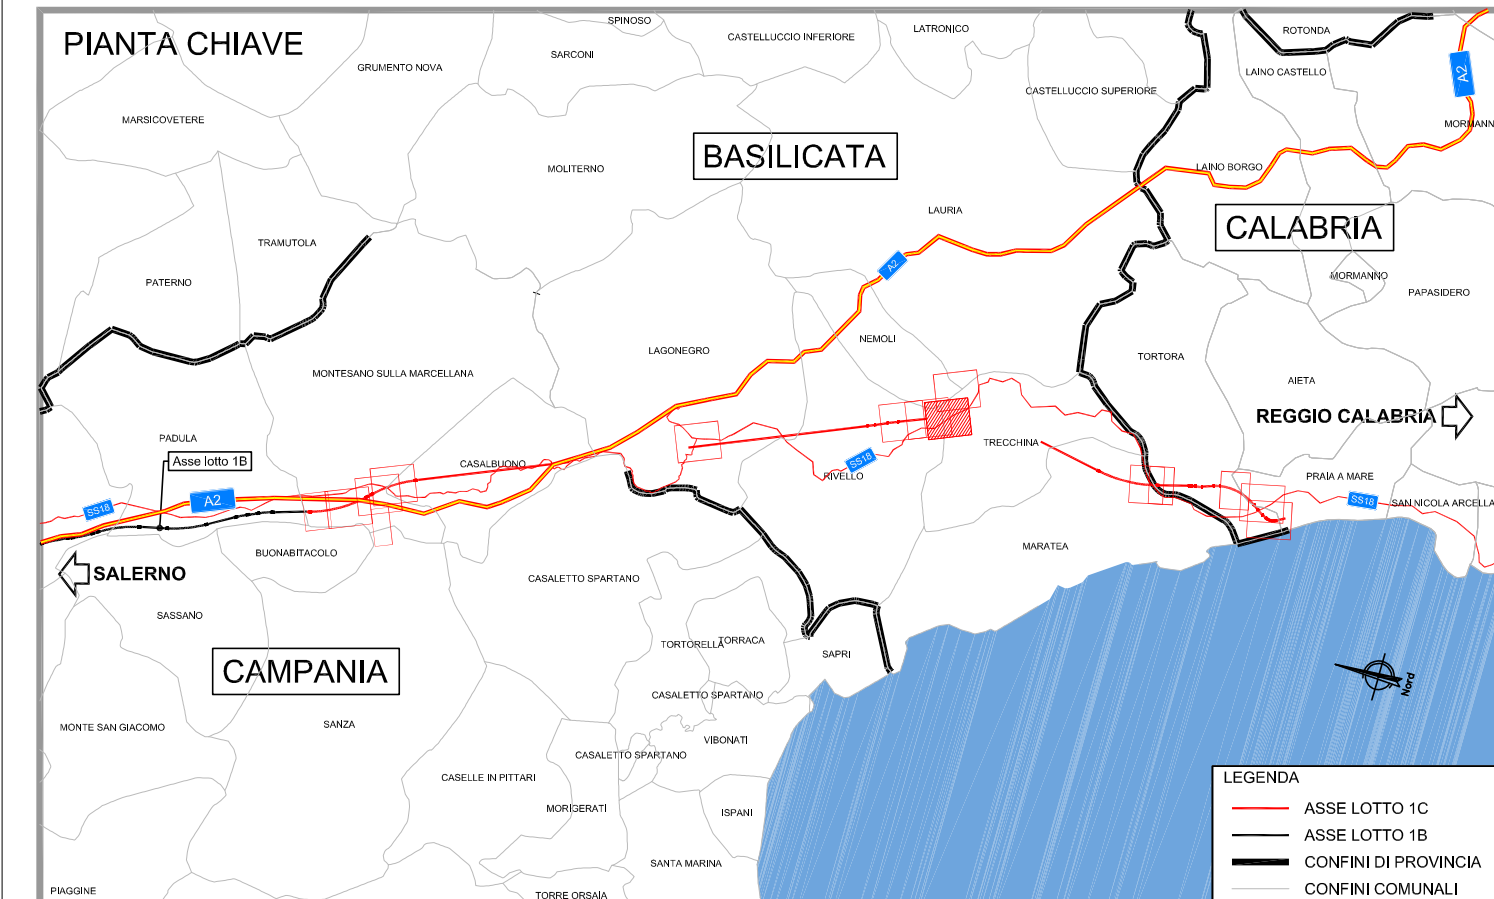 PIANTA CHIAVE
SPINOSO
CASTELLUCCIO INFERIORE
LATRONICO
ROTONDA
GRUMENTO NOVA
SARCONI
LAINO CASTELLO
A2
CASTELLUCCIO SUPERIORE
MARSICOVETERE
MORMANN
BASILICATA
MOLITERNO
LAINO BORGO
LAURIA
CALABRIA
TRAMUTOLA
A2
PATERNO
MORMANNO
PAPASIDERO
NEMOLI
LAGONEGRO
TORTORA
MONTESANO SULLA MARCELLANA
AIETA
REGGIO CALABRIA
PADULA
TRECCHINA
Asse lotto 1B
CASALBUONO
SS18
RIVELLO
PRAIA A MARE
A2
SS18
SS18
SAN NICOLA ARCELLA
BUONABITACOLO
MARATEA
SALERNO
CASALETTO SPARTANO
SASSANO
TORTORELLA
TORRACA
SAPRI
CAMPANIA
Nord
CASALETTO SPARTANO
MONTE SAN GIACOMO
SANZA
VIBONATI
CASALETTO SPARTANO
CASELLE IN PITTARI
MORIGERATI
ISPANI
SANTA MARINA
PIAGGINE
TORRE ORSAIA
LEGENDA
ASSE LOTTO 1C
ASSE LOTTO 1B
CONFINI DI PROVINCIA
CONFINI COMUNALI